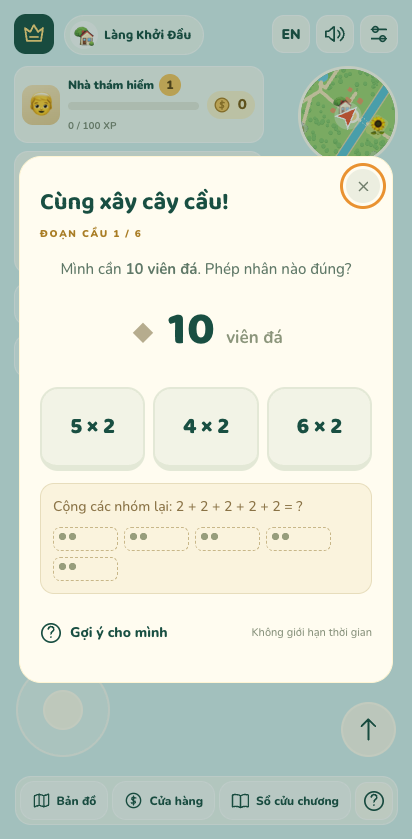 Làng Khởi Đầu
EN
Nhà thám hiểm 1
0
0 / 100 XP
Cùng xây cây cầu!
ĐOẠN CẦU 1 / 6
Mình cần 10 viên đá. Phép nhân nào đúng?
10 viên đá
5 × 2
4 × 2
6 × 2
Cộng các nhóm lại: 2 + 2 + 2 + 2 + 2 = ?
Gợi ý cho mình
Không giới hạn thời gian
Bản đồ
Cửa hàng
Sổ cửu chương